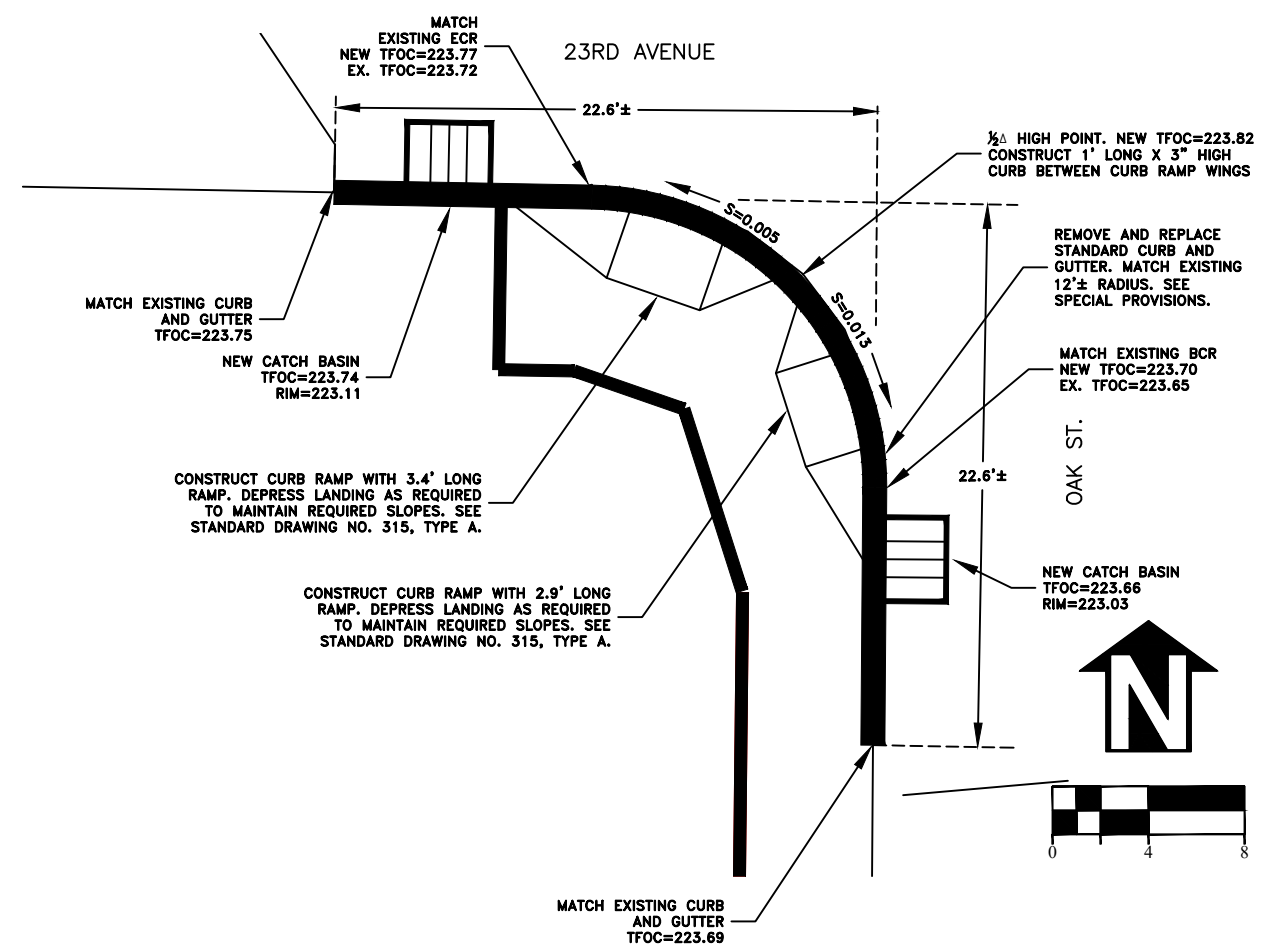 MATCH
EXISTING ECR
NEW TFOC=223.77
EX. TFOC=223.72
23RD AVENUE
22.6'±
½Δ HIGH POINT. NEW TFOC=223.82
CONSTRUCT 1' LONG X 3" HIGH
CURB BETWEEN CURB RAMP WINGS
S=0.005
REMOVE AND REPLACE
STANDARD CURB AND
GUTTER. MATCH EXISTING
12'± RADIUS. SEE
SPECIAL PROVISIONS.
MATCH EXISTING CURB
AND GUTTER
TFOC=223.75
S=0.013
NEW CATCH BASIN
TFOC=223.74
RIM=223.11
MATCH EXISTING BCR
NEW TFOC=223.70
EX. TFOC=223.65
OAK ST.
22.6'±
CONSTRUCT CURB RAMP WITH 3.4' LONG
RAMP. DEPRESS LANDING AS REQUIRED
TO MAINTAIN REQUIRED SLOPES. SEE
STANDARD DRAWING NO. 315, TYPE A.
CONSTRUCT CURB RAMP WITH 2.9' LONG
RAMP. DEPRESS LANDING AS REQUIRED
TO MAINTAIN REQUIRED SLOPES. SEE
STANDARD DRAWING NO. 315, TYPE A.
NEW CATCH BASIN
TFOC=223.66
RIM=223.03
N
0 4 8
MATCH EXISTING CURB
AND GUTTER
TFOC=223.69